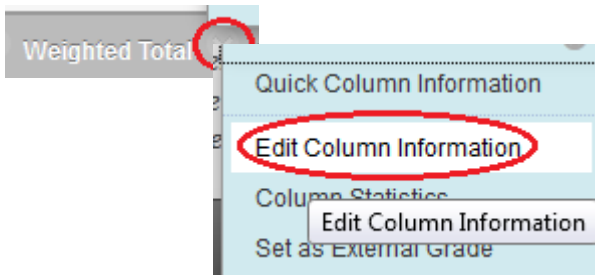 Weighted Total
Quick Column Information
Edit Column Information
Column Statistics
Edit Column Information
Set as External Grade